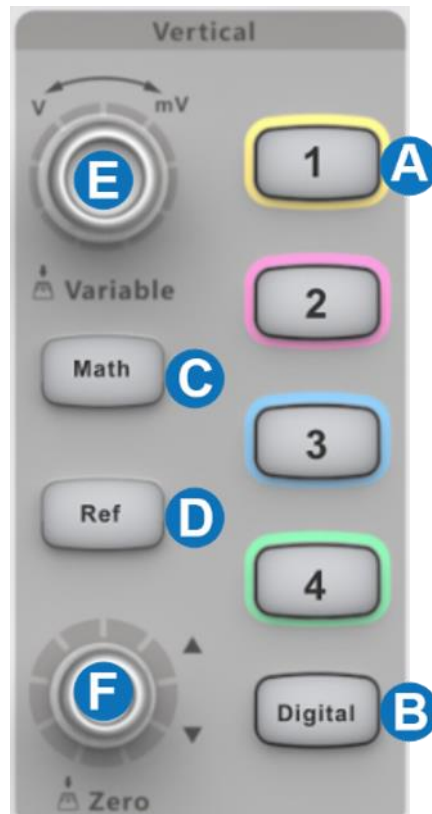 Vertical
V mV
E
1 A
Variable
2
Math C
3
Ref D
4
F
Digital B
Zero